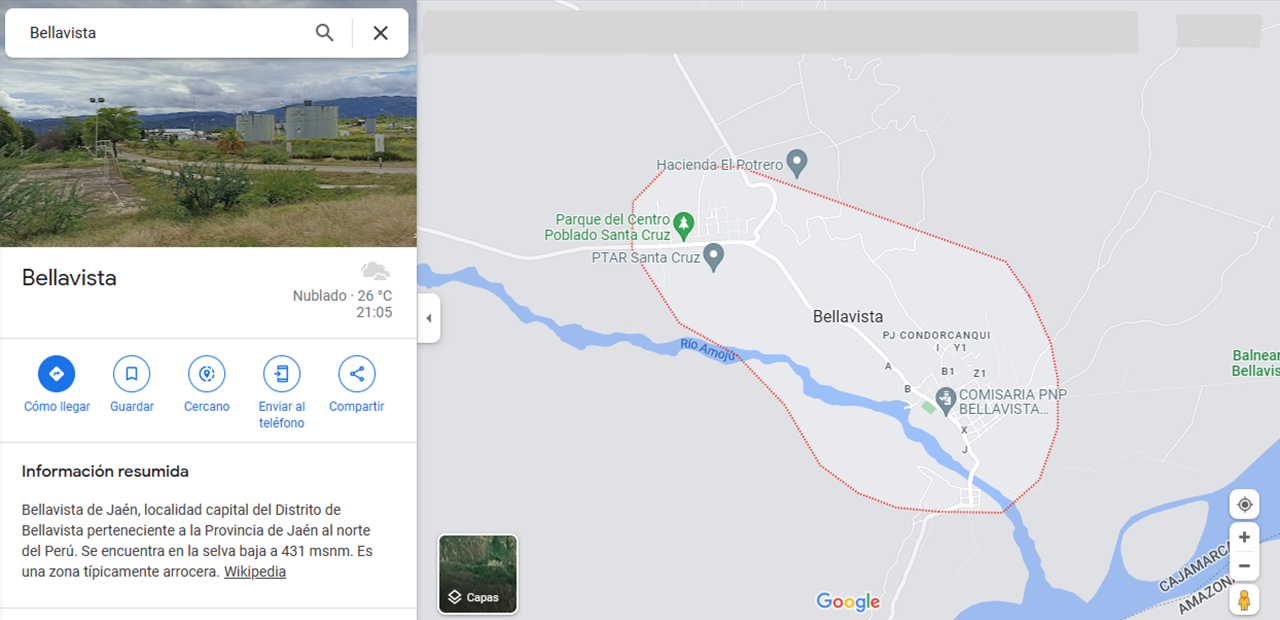 Bellavista
Bellavista
Nublado · 26 °C
21:05
Cómo llegar
Guardar
Cercano
Enviar al
teléfono
Compartir
Información resumida
Bellavista de Jaén, localidad capital del Distrito de
Bellavista perteneciente a la Provincia de Jaén al norte
del Perú. Se encuentra en la selva baja a 431 msnm. Es
una zona típicamente arrocera. Wikipedia
Hacienda El Potrero
Parque del Centro
Poblado Santa Cruz
PTAR Santa Cruz
Bellavista
PJ CONDORCANQUI
I Y1
Río Amojú
A
B1 Z1
B
COMISARIA PNP
BELLAVISTA...
X
J
Balnear
Bellavis
CAJAMARCA
AMAZON
Capas
Google